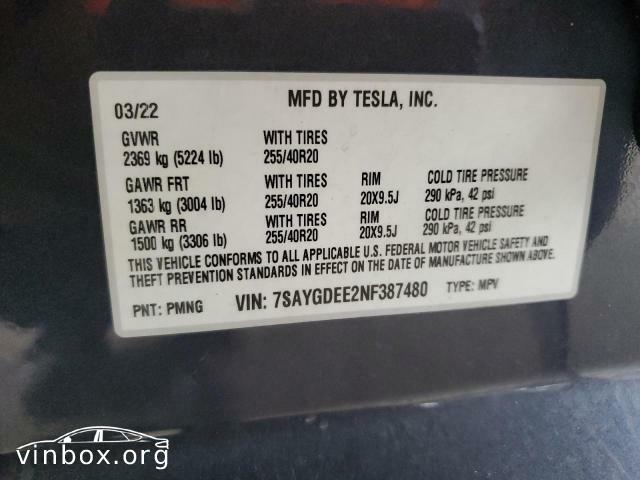 MFD BY TESLA, INC.
03/22
GVWR WITH TIRES
2369 kg (5224 lb) 255/40R20
GAWR FRT WITH TIRES RIM COLD TIRE PRESSURE
1363 kg (3004 lb) 255/40R20 20X9.5J 290 kPa, 42 psi
GAWR RR WITH TIRES RIM COLD TIRE PRESSURE
1500 kg (3306 lb) 255/40R20 20X9.5J 290 kPa, 42 psi
THIS VEHICLE CONFORMS TO ALL APPLICABLE U.S. FEDERAL MOTOR VEHICLE SAFETY AND
THEFT PREVENTION STANDARDS IN EFFECT ON THE DATE OF MANUFACTURE SHOWN ABOVE.
PNT: PMNG VIN: 7SAYGDEE2NF387480 TYPE: MPV
vinbox.org